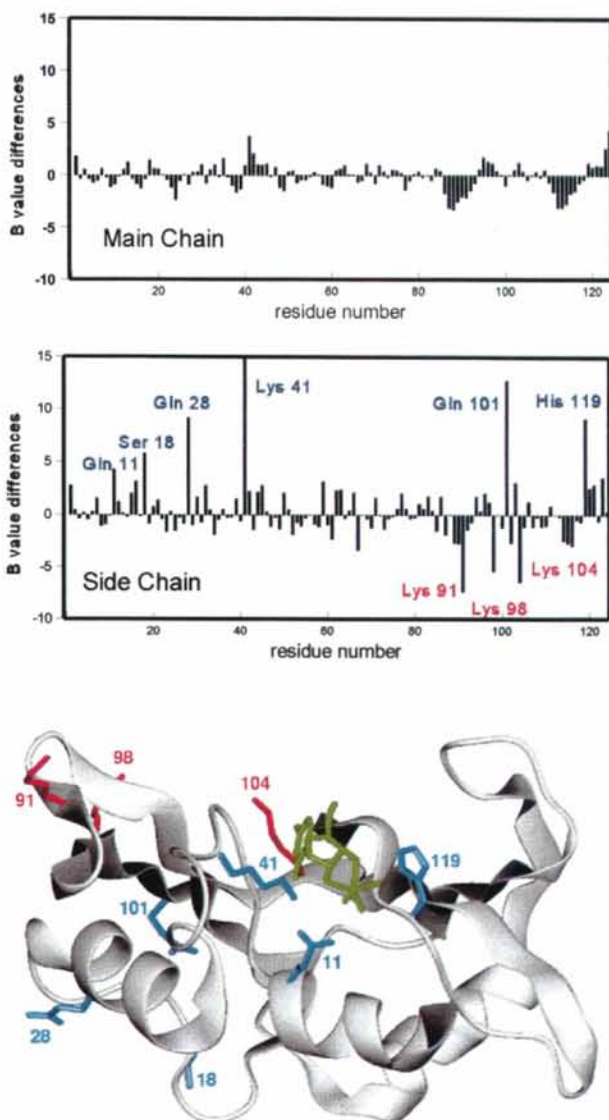 15
10
5
0
-5
-10
B value differences
Main Chain
20 40 60 80 100 120
residue number
15
10
5
0
-5
-10
B value differences
Gln 11
Ser 18
Gln 28
Lys 41
Gln 101
His 119
Lys 91
Lys 98
Lys 104
Side Chain
20 40 60 80 100 120
residue number
98
91
104
41
119
101
11
28
18